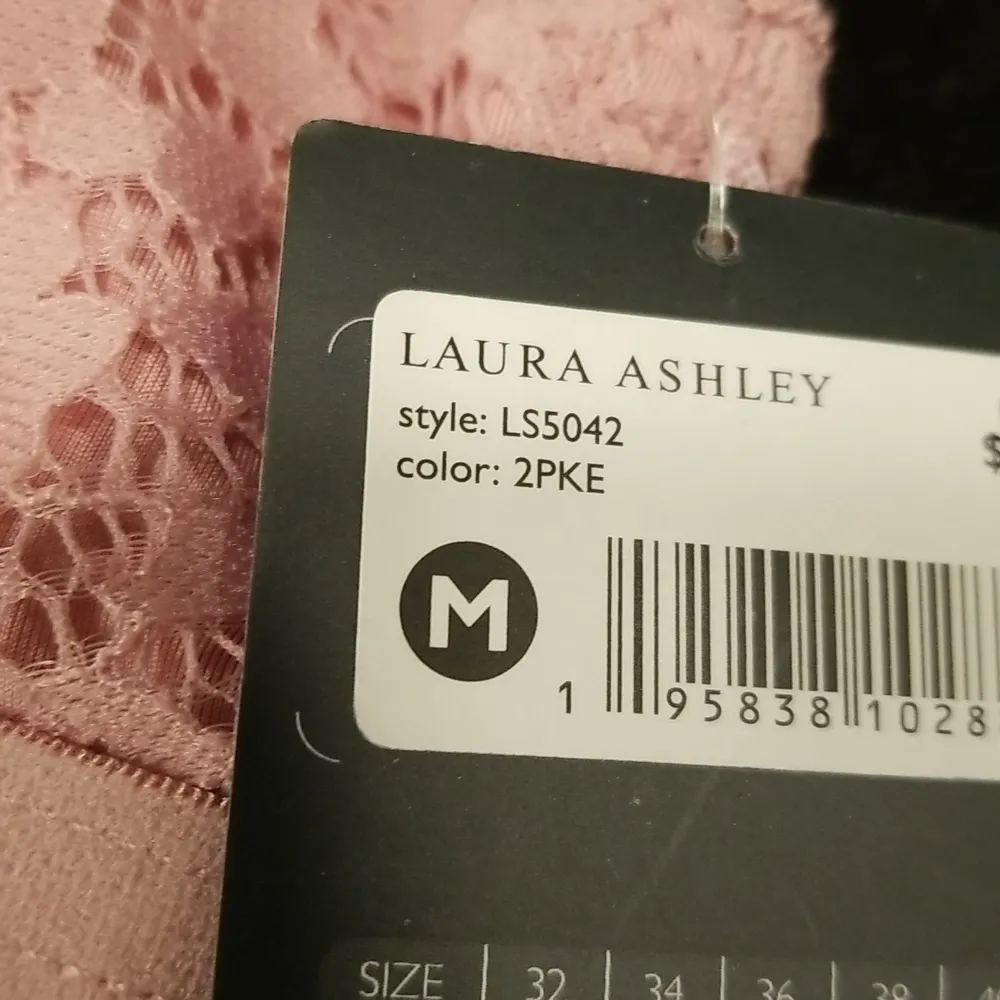 LAURA ASHLEY
style: LS5042
$
color: 2PKE
M
1 95838 1028
SIZE 32 34 36 38